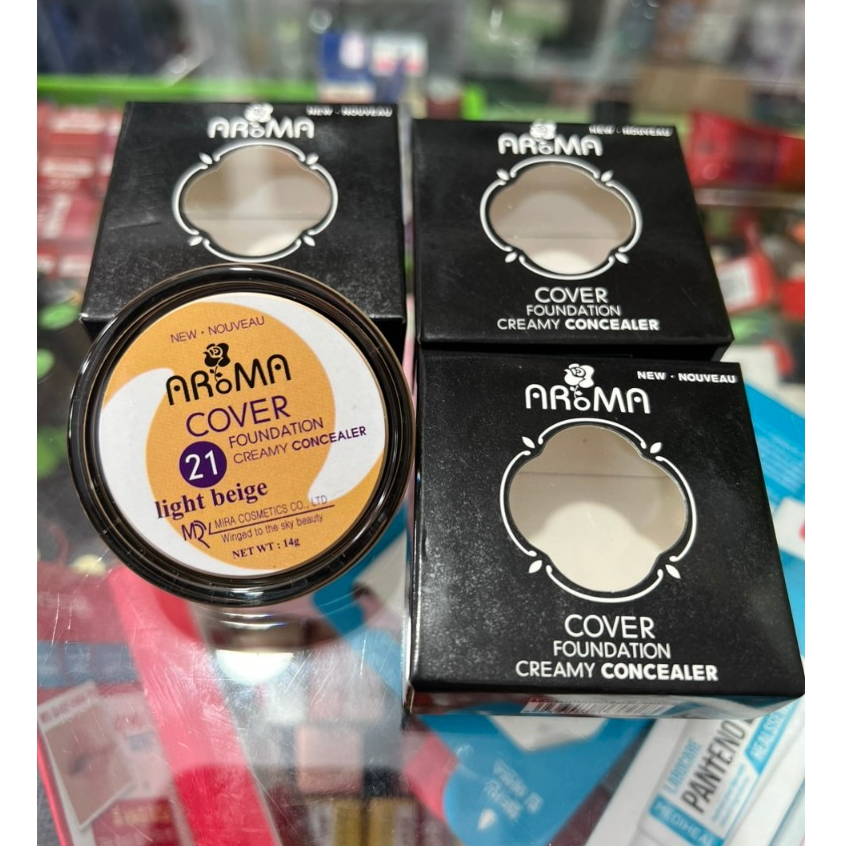 NEW · NOUVEAU
AROMA
NEW · NOUVEAU
AROMA
COVER
FOUNDATION
CREAMY CONCEALER
NEW · NOUVEAU
AROMA
COVER
21
FOUNDATION
CREAMY CONCEALER
light beige
MIRA COSMETICS CO., LTD
Winged to the sky beauty
NET WT : 14g
NEW · NOUVEAU
AROMA
COVER
FOUNDATION
CREAMY CONCEALER
PANTENO
MEDIHEAL